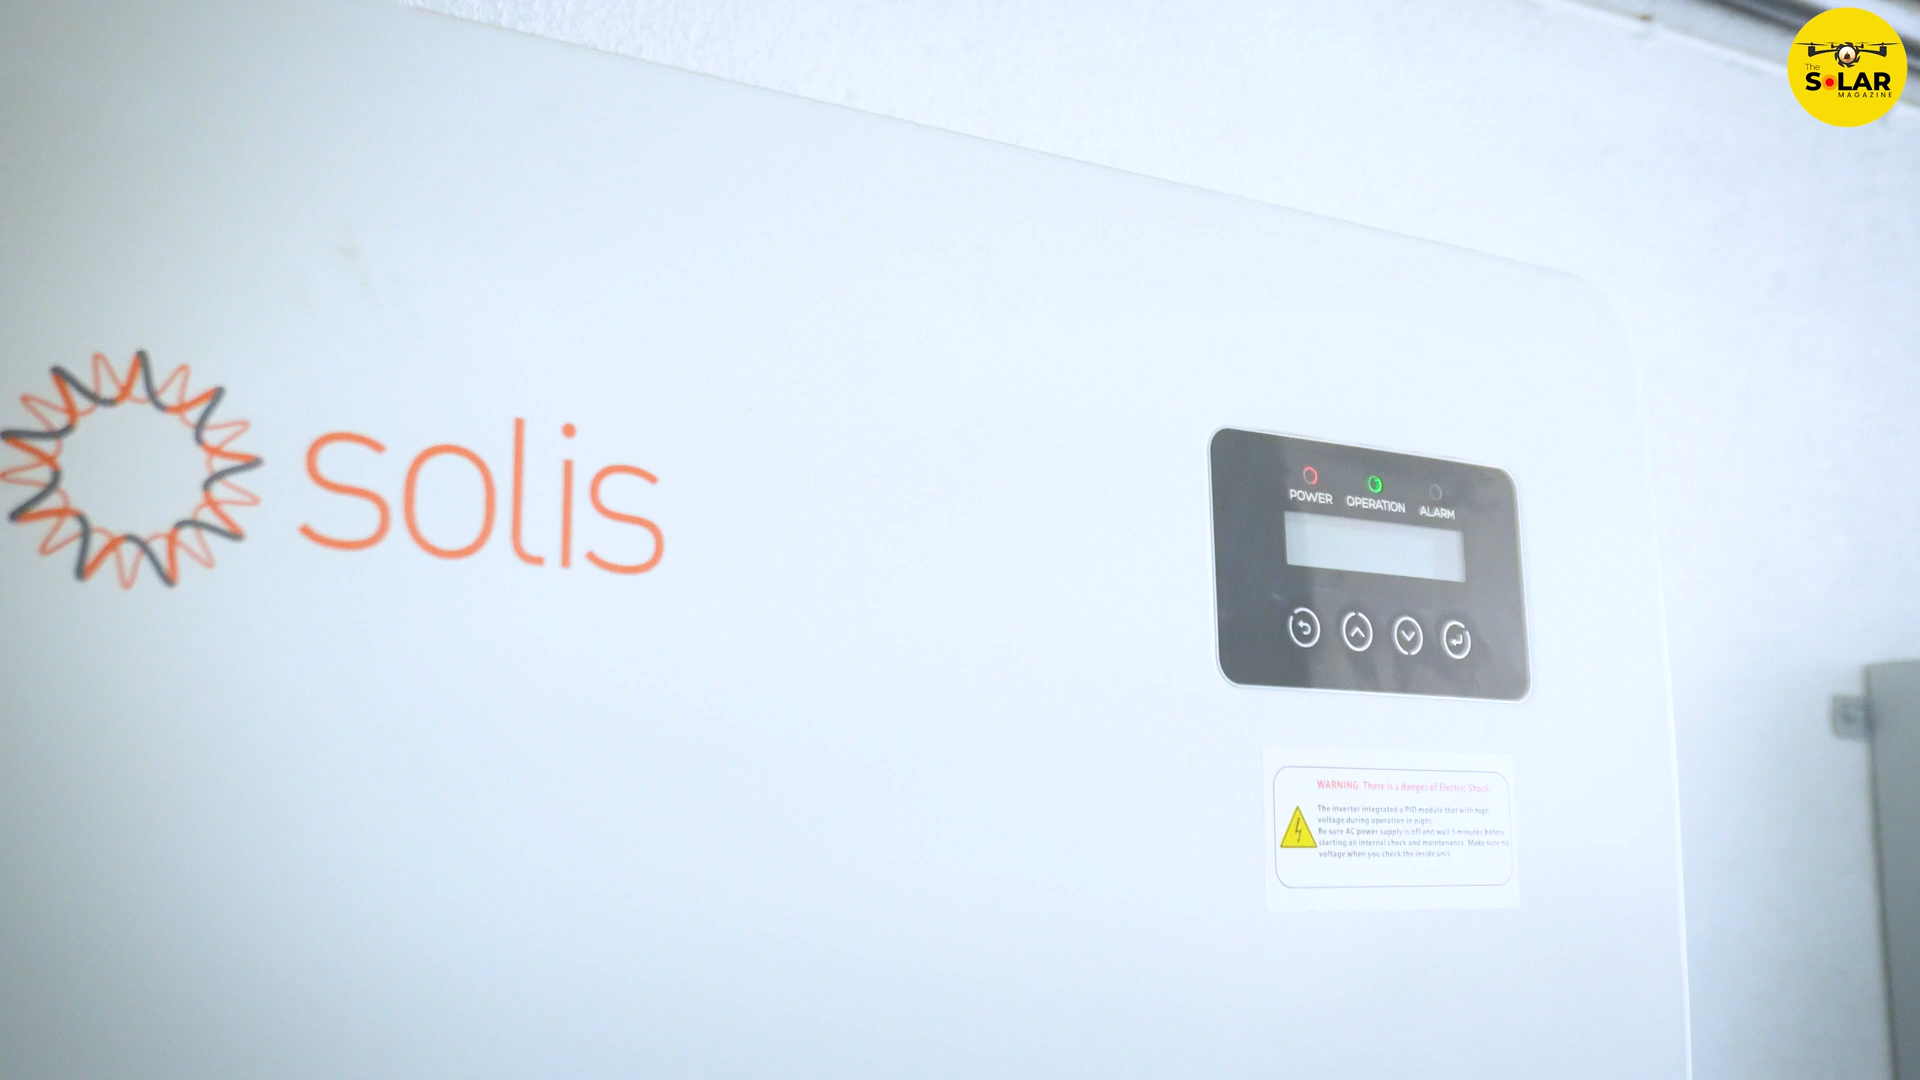 The
SOLAR
MAGAZINE
solis
POWER OPERATION ALARM
WARNING: There is a danger of Electric Shock!
The inverter integrated a PID module that with high
voltage during operation in night.
Be sure AC power supply is off and wait 5 minutes before
starting an internal check and maintenance. Make sure no
voltage when you check the inside unit.